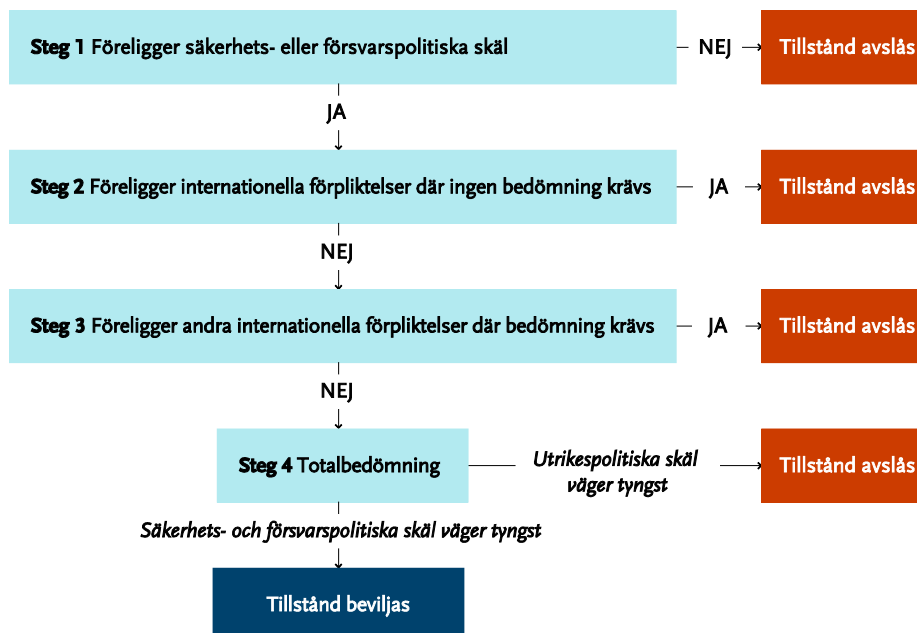 Steg 1 Föreligger säkerhets- eller försvarspolitiska skäl
NEJ
Tillstånd avslås
JA
Steg 2 Föreligger internationella förpliktelser där ingen bedömning krävs
JA
Tillstånd avslås
NEJ
Steg 3 Föreligger andra internationella förpliktelser där bedömning krävs
JA
Tillstånd avslås
NEJ
Steg 4 Totalbedömning
Utrikespolitiska skäl
väger tyngst
Tillstånd avslås
Säkerhets- och försvarspolitiska skäl väger tyngst
Tillstånd beviljas